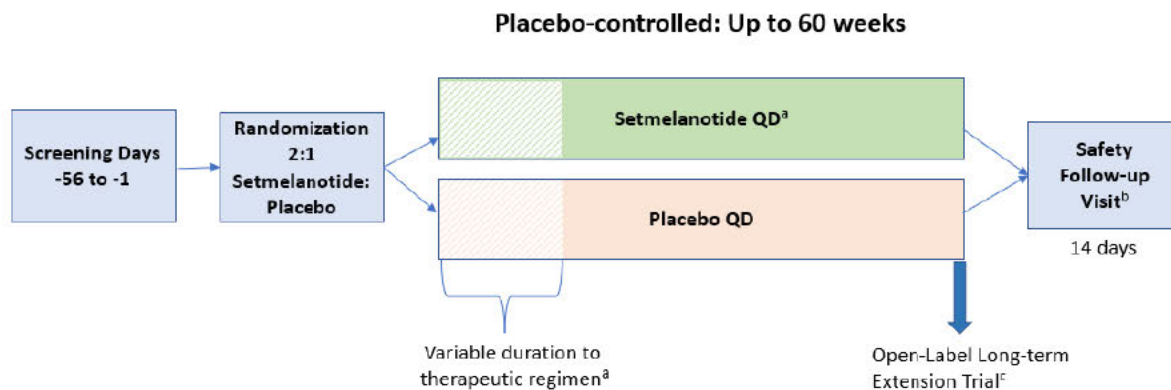 Placebo-controlled: Up to 60 weeks
Screening Days
-56 to -1
Randomization
2:1
Setmelanotide:
Placebo
Setmelanotide QDᵃ
Placebo QD
Safety
Follow-up
Visitᵇ
14 days
Variable duration to
therapeutic regimenᵃ
Open-Label Long-term
Extension Trialᶜ